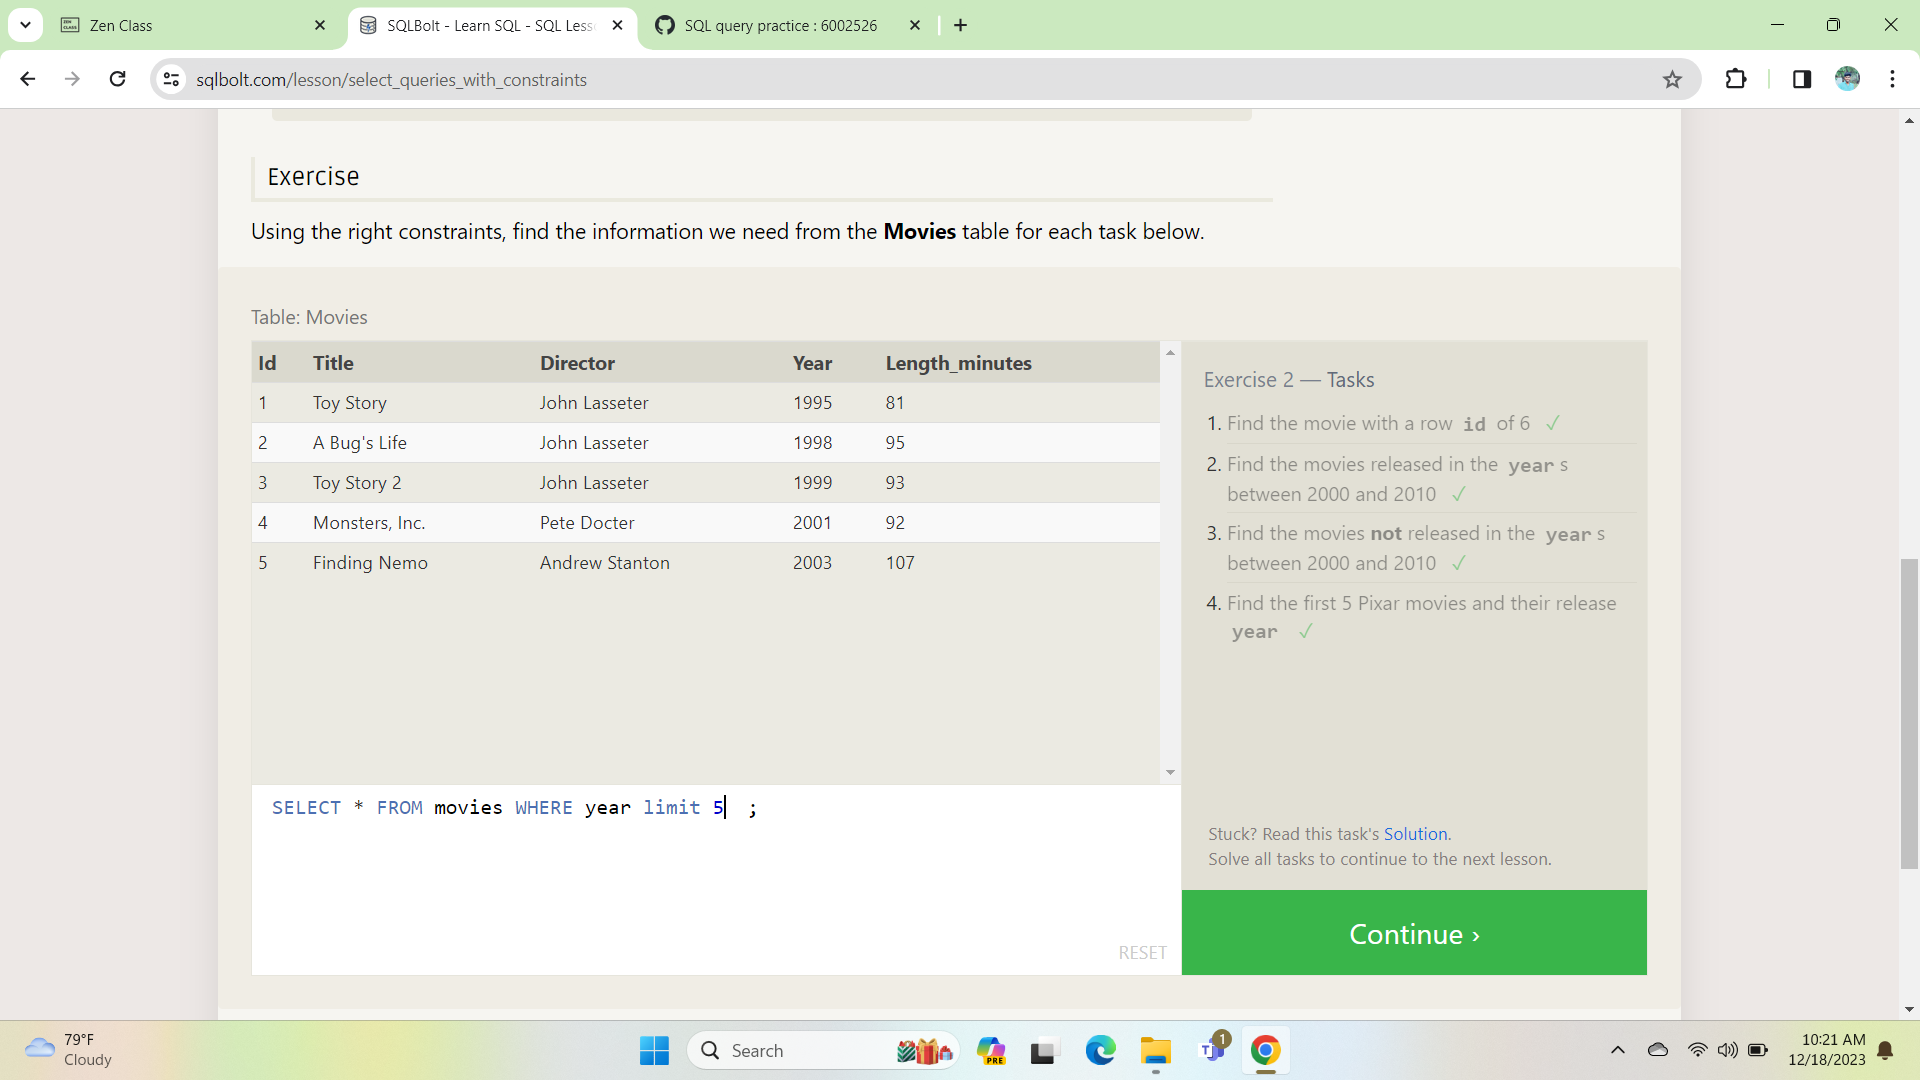 Zen Class
SQLBolt - Learn SQL - SQL Less
SQL query practice : 6002526
sqlbolt.com/lesson/select_queries_with_constraints
Exercise
Using the right constraints, find the information we need from the Movies table for each task below.
Table: Movies
Id Title Director Year Length_minutes
1 Toy Story John Lasseter 1995 81
2 A Bug's Life John Lasseter 1998 95
3 Toy Story 2 John Lasseter 1999 93
4 Monsters, Inc. Pete Docter 2001 92
5 Finding Nemo Andrew Stanton 2003 107
SELECT * FROM movies WHERE year limit 5 ;
RESET
Exercise 2 — Tasks
1. Find the movie with a row id of 6 ✓
2. Find the movies released in the year s
between 2000 and 2010 ✓
3. Find the movies not released in the year s
between 2000 and 2010 ✓
4. Find the first 5 Pixar movies and their release
year ✓
Stuck? Read this task's Solution.
Solve all tasks to continue to the next lesson.
Continue ›
79°F
Cloudy
Search
PRE
1
10:21 AM
12/18/2023